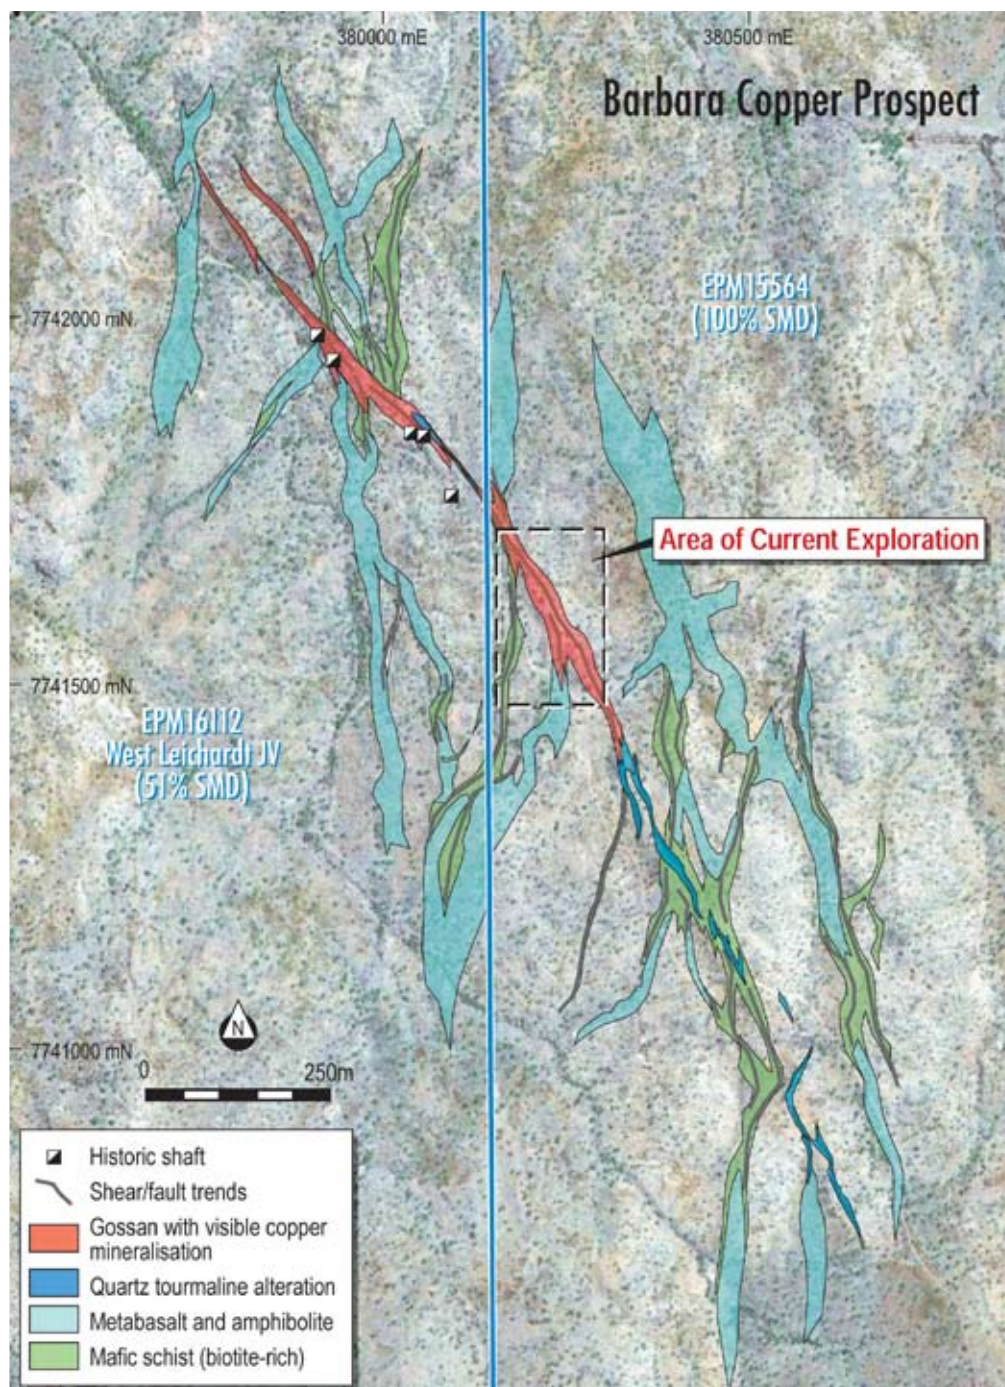 380000 mE
380500 mE
Barbara Copper Prospect
EPM15564
(100% SMD)
7742000 mN
Area of Current Exploration
7741500 mN
EPM16112
West Leichardt JV
(51% SMD)
N
7741000 mN
0
250m
Historic shaft
Shear/fault trends
Gossan with visible copper
mineralisation
Quartz tourmaline alteration
Metabasalt and amphibolite
Mafic schist (biotite-rich)